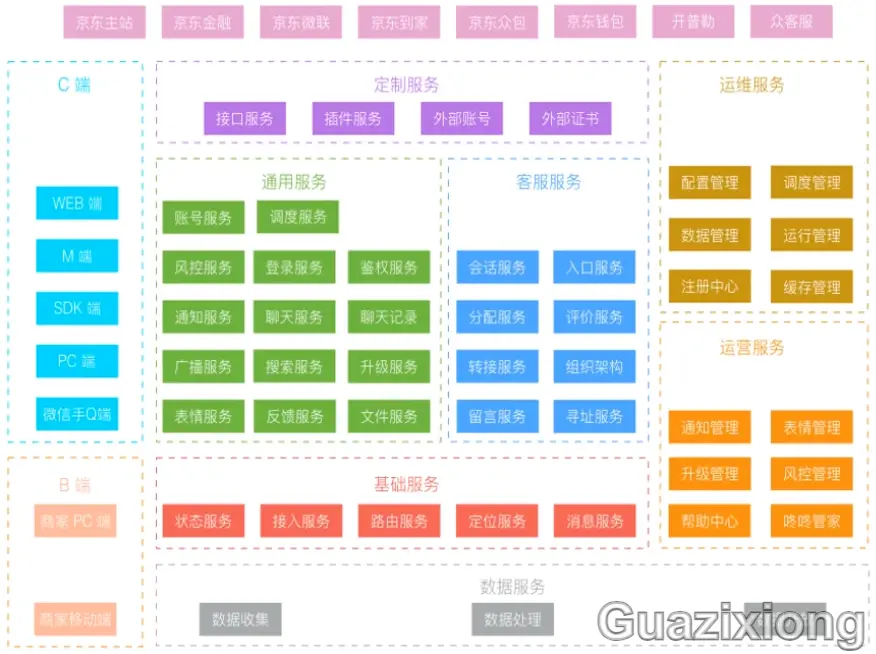 京东主站 京东金融 京东微联 京东到家 京东众包 京东钱包 开普勒 众客服
C 端
WEB 端
M 端
SDK 端
PC 端
微信手Q端
B 端
商家 PC 端
商家移动端
定制服务
接口服务 插件服务 外部账号 外部证书
通用服务
账号服务 调度服务
风控服务 登录服务 鉴权服务
通知服务 聊天服务 聊天记录
广播服务 搜索服务 升级服务
表情服务 反馈服务 文件服务
客服服务
会话服务 入口服务
分配服务 评价服务
转接服务 组织架构
留言服务 寻址服务
基础服务
状态服务 接入服务 路由服务 定位服务 消息服务
运维服务
配置管理 调度管理
数据管理 运行管理
注册中心 缓存管理
运营服务
通知管理 表情管理
升级管理 风控管理
帮助中心 咚咚管家
数据服务
数据收集 数据处理
Guazixiong